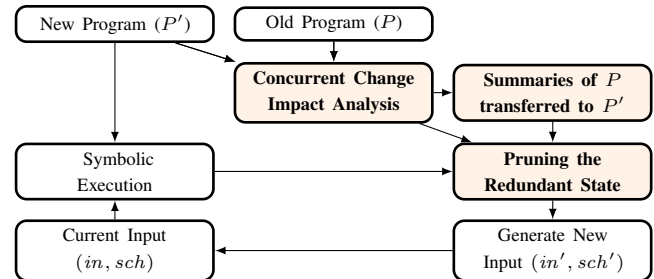 New Program (P′)
Old Program (P)
Concurrent Change
Impact Analysis
Summaries of P
transferred to P′
Symbolic
Execution
Pruning the
Redundant State
Current Input
(in, sch)
Generate New
Input (in′, sch′)